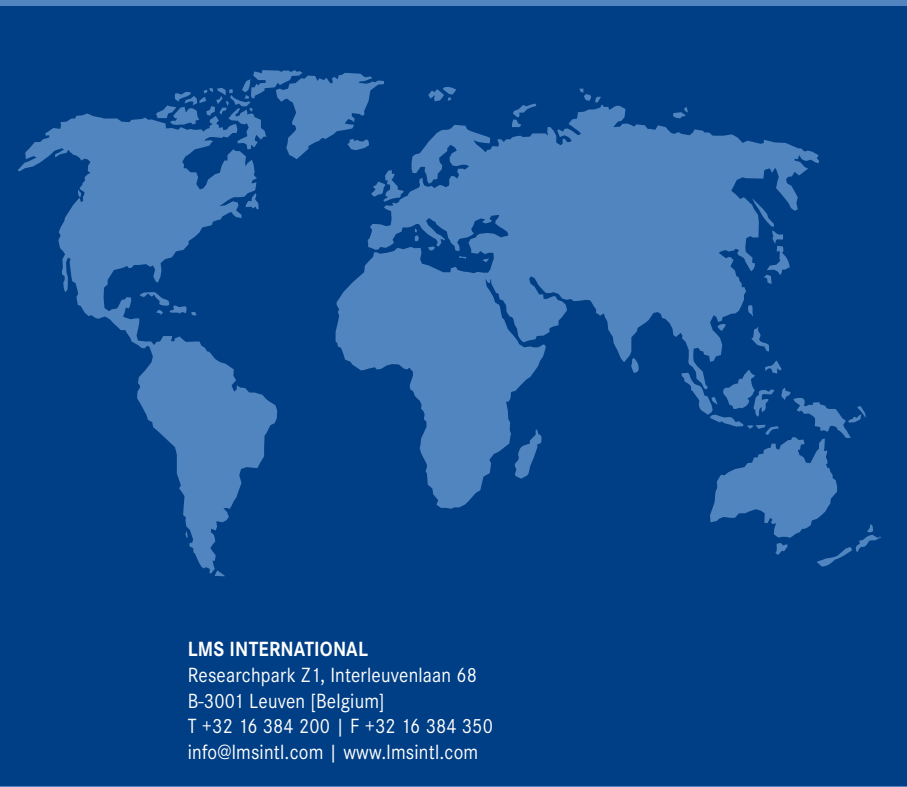 LMS INTERNATIONAL
Researchpark Z1, Interleuvenlaan 68
B-3001 Leuven [Belgium]
T +32 16 384 200 | F +32 16 384 350
info@lmsintl.com | www.lmsintl.com